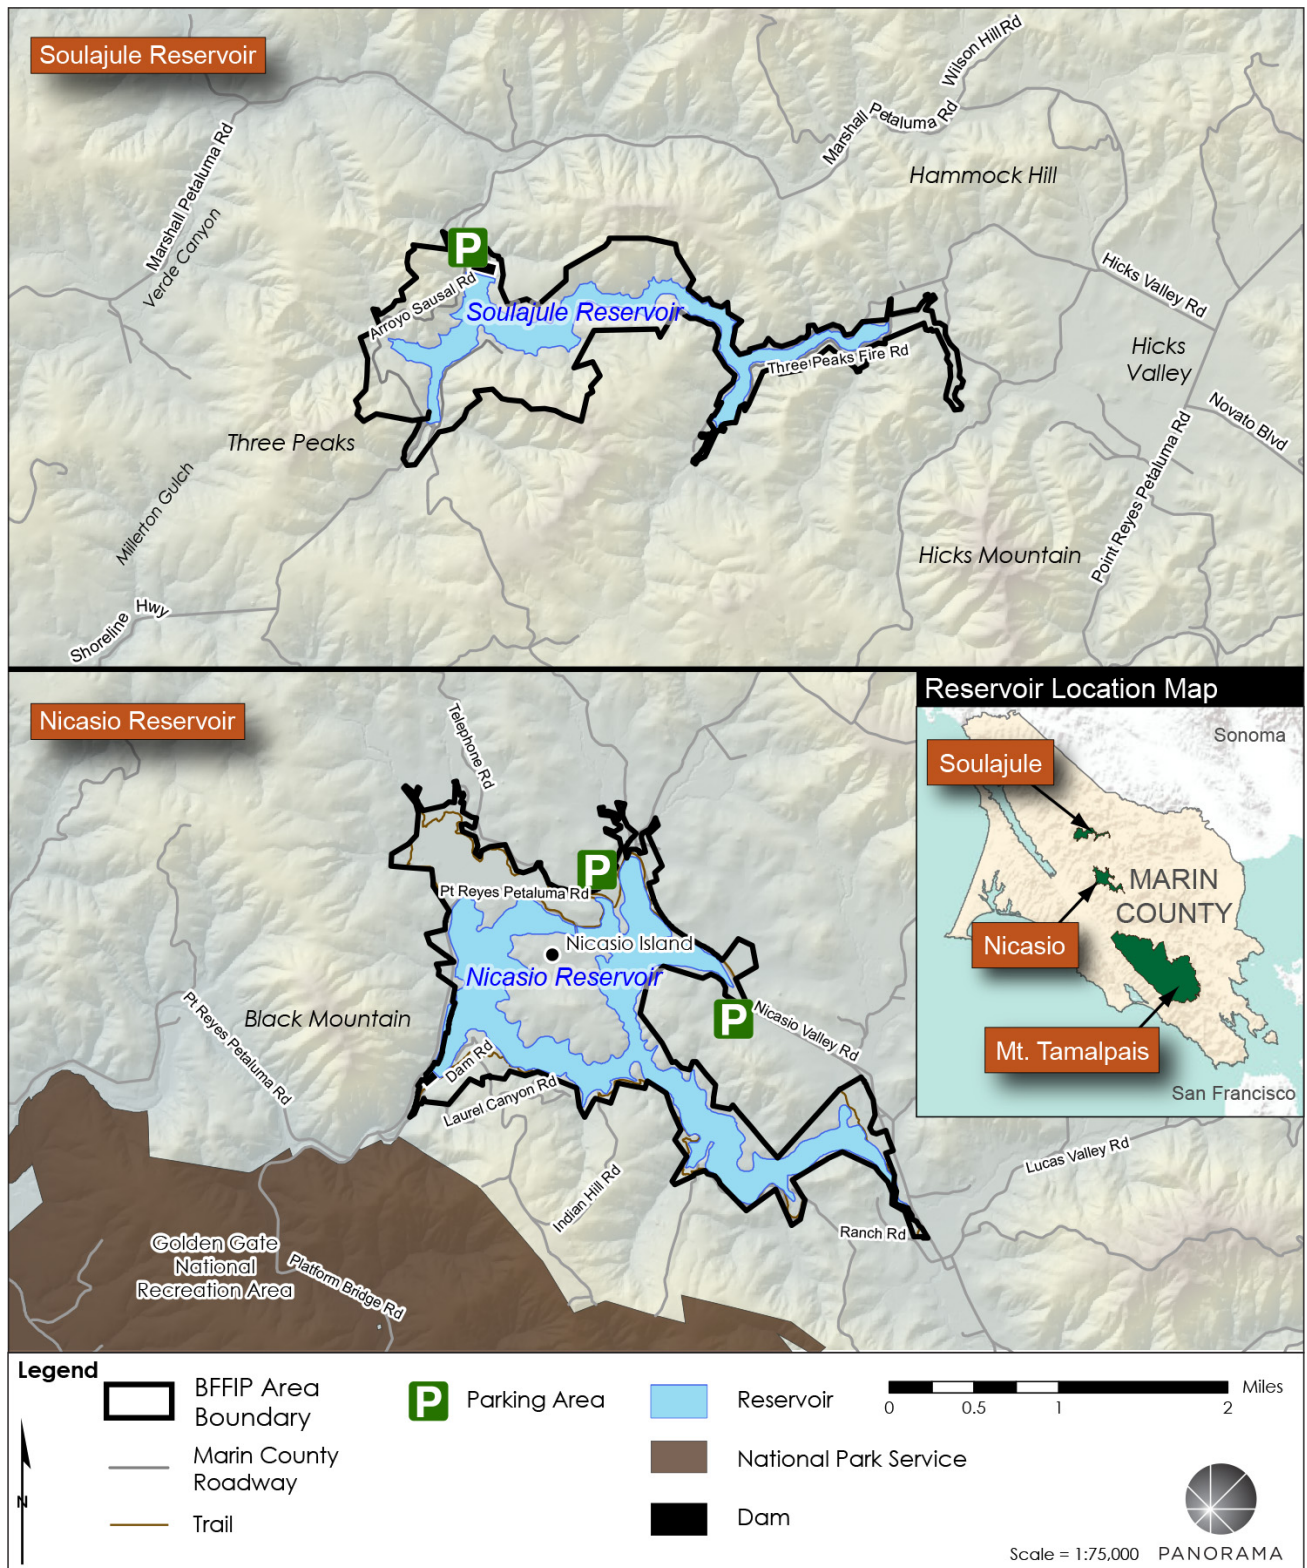 Soulajule Reservoir
Wilson Hill Rd
Marshall Petaluma Rd
Hammock Hill
Marshall Petaluma Rd
Verde Canyon
P
Arroyo Sausal Rd
Soulajule Reservoir
Hicks Valley Rd
Three Peaks Fire Rd
Hicks
Valley
Novato Blvd
Three Peaks
Millerton Gulch
Point Reyes Petaluma Rd
Hicks Mountain
Shoreline Hwy
Nicasio Reservoir
Telephone Rd
P
Pt Reyes Petaluma Rd
Nicasio Island
Nicasio Reservoir
Black Mountain
P
Nicasio Valley Rd
Pt Reyes Petaluma Rd
Dam Rd
Laurel Canyon Rd
Indian Hill Rd
Ranch Rd
Lucas Valley Rd
Golden Gate
National
Recreation Area
Platform Bridge Rd
Reservoir Location Map
Sonoma
Soulajule
MARIN
COUNTY
Nicasio
Mt. Tamalpais
San Francisco
Legend
BFFIP Area
Boundary
Marin County
Roadway
Trail
P
Parking Area
Reservoir
National Park Service
Dam
Miles
0 0.5 1 2
N
Scale = 1:75,000
PANORAMA